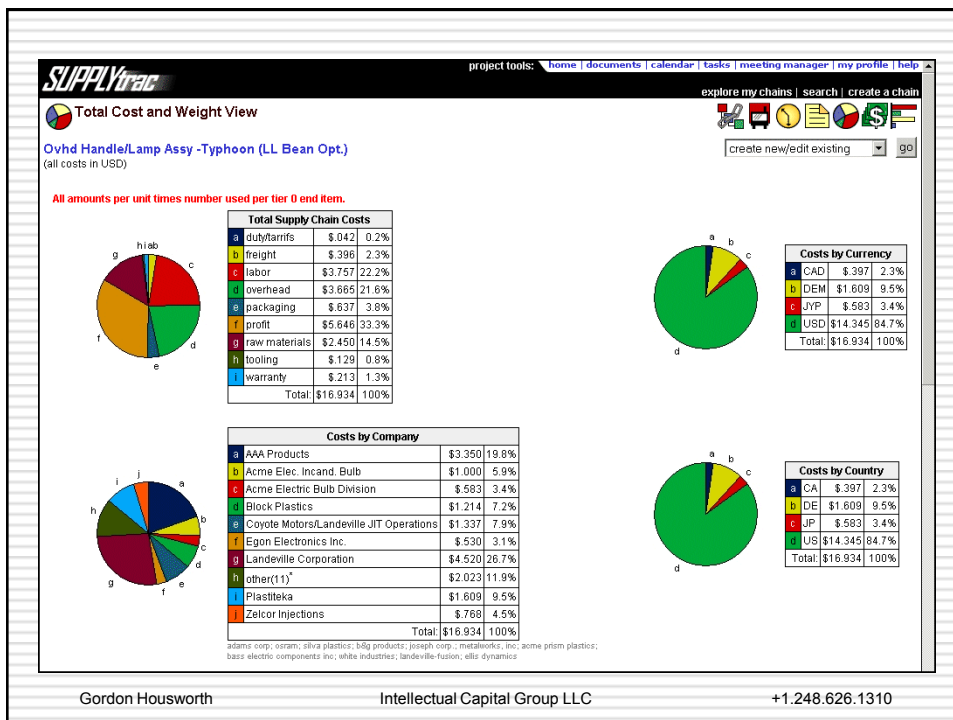 SUPPLYtrac
project tools: home | documents | calendar | tasks | meeting manager | my profile | help
explore my chains | search | create a chain
Total Cost and Weight View
Ovhd Handle/Lamp Assy -Typhoon (LL Bean Opt.)
create new/edit existing go
(all costs in USD)
All amounts per unit times number used per tier 0 end item.
Total Supply Chain Costs
a duty/tarrifs $.042 0.2%
b freight $.396 2.3%
c labor $3.757 22.2%
d overhead $3.665 21.6%
e packaging $.637 3.8%
f profit $5.646 33.3%
g raw materials $2.450 14.5%
h tooling $.129 0.8%
i warranty $.213 1.3%
Total: $16.934 100%
h i a b
g c
f d
e
a
b
c
d
Costs by Currency
a CAD $.397 2.3%
b DEM $1.609 9.5%
c JYP $.583 3.4%
d USD $14.345 84.7%
Total: $16.934 100%
Costs by Company
a AAA Products $3.350 19.8%
b Acme Elec. Incand. Bulb $1.000 5.9%
c Acme Electric Bulb Division $.583 3.4%
d Block Plastics $1.214 7.2%
e Coyote Motors/Landeville JIT Operations $1.337 7.9%
f Egon Electronics Inc. $.530 3.1%
g Landeville Corporation $4.520 26.7%
h other(11)* $2.023 11.9%
i Plastiteka $1.609 9.5%
j Zelcor Injections $.768 4.5%
Total: $16.934 100%
adams corp; osram; silva plastics; b&g products; joseph corp.; metalworks, inc; acme prism plastics;
bass electric components inc; white industries; landeville-fusion; ellis dynamics
j
i a
h b
c
g d
f e
a
b
c
d
Costs by Country
a CA $.397 2.3%
b DE $1.609 9.5%
c JP $.583 3.4%
d US $14.345 84.7%
Total: $16.934 100%
Gordon Housworth Intellectual Capital Group LLC +1.248.626.1310